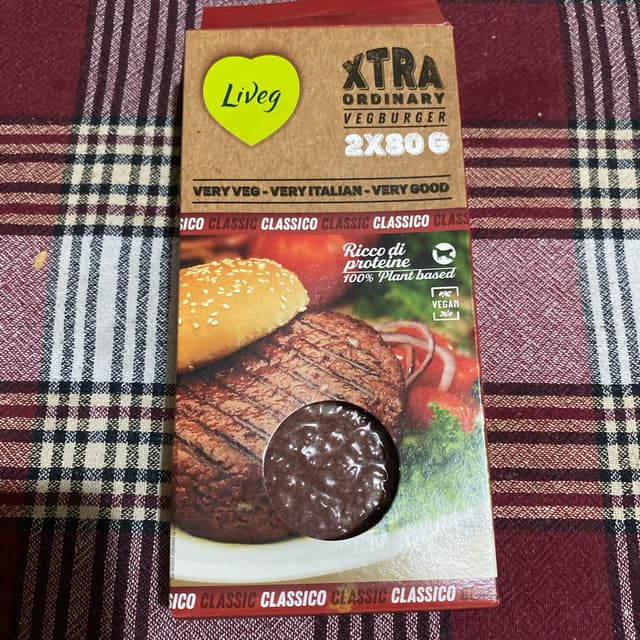 LiVeg
XTRA
ORDINARY
VEGBURGER
2X80 G
VERY VEG - VERY ITALIAN - VERY GOOD
SICO CLASSIC CLASSICO CLASSIC CLASSICO CLASS
Ricco di
proteine
100% Plant based
VEGAN
SICO CLASSIC CLASSICO CLASSIC CLASSICO CLASS